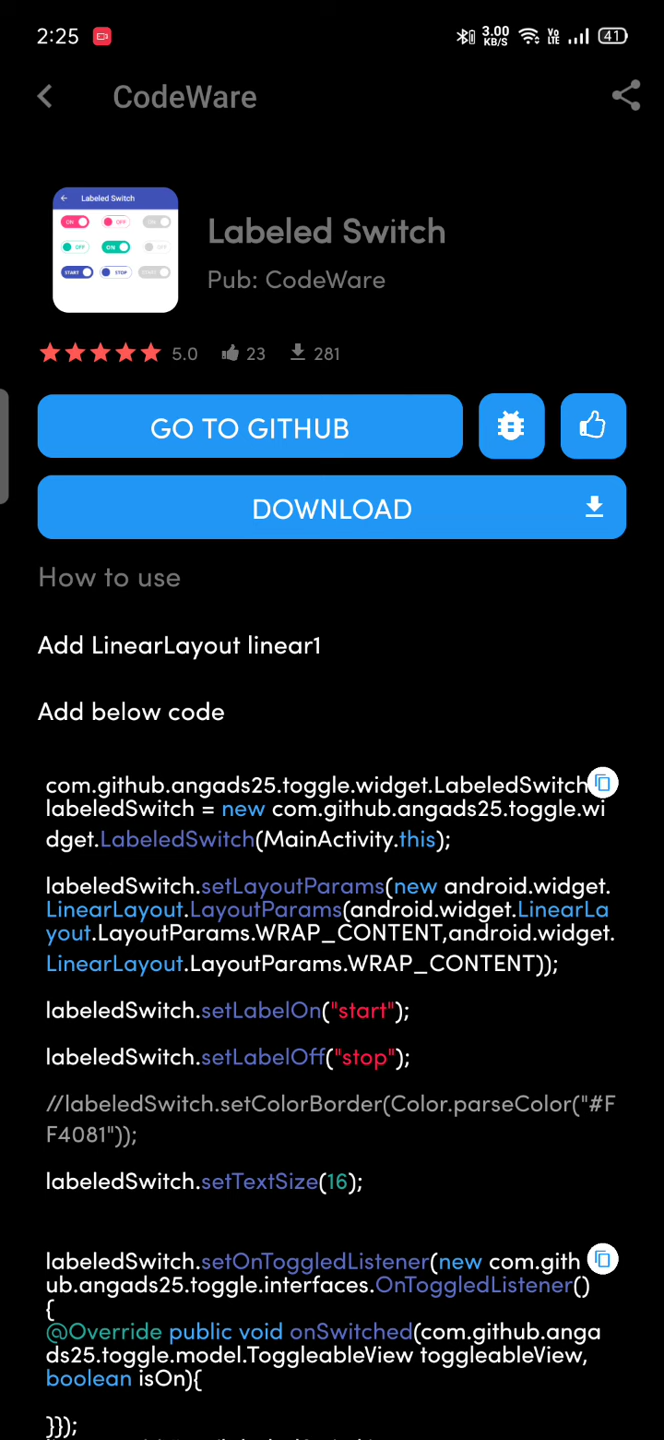 2:25
3.00
KB/S
Vo
LTE
41
CodeWare
Labeled Switch
ON
OFF
ON
OFF
ON
OFF
START
STOP
START
Labeled Switch
Pub: CodeWare
5.0
23
281
GO TO GITHUB
DOWNLOAD
How to use
Add LinearLayout linear1
Add below code
com.github.angads25.toggle.widget.LabeledSwitch
labeledSwitch = new com.github.angads25.toggle.wi
dget.LabeledSwitch(MainActivity.this);
labeledSwitch.setLayoutParams(new android.widget.
LinearLayout.LayoutParams(android.widget.LinearLa
yout.LayoutParams.WRAP_CONTENT,android.widget.
LinearLayout.LayoutParams.WRAP_CONTENT));
labeledSwitch.setLabelOn("start");
labeledSwitch.setLabelOff("stop");
//labeledSwitch.setColorBorder(Color.parseColor("#F
F4081"));
labeledSwitch.setTextSize(16);
labeledSwitch.setOnToggledListener(new com.gith
ub.angads25.toggle.interfaces.OnToggledListener()
{
@Override public void onSwitched(com.github.anga
ds25.toggle.model.ToggleableView toggleableView,
boolean isOn){
}});